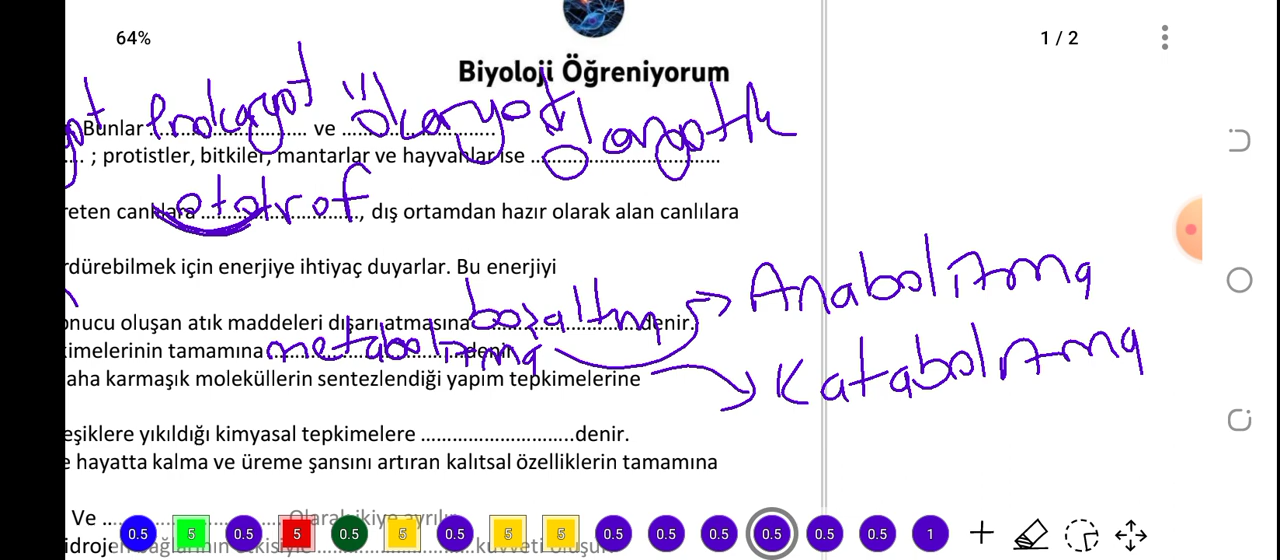 64%
1 / 2
Biyoloji Öğreniyorum
Bunlar Prokaryot ve ökaryot
; protistler, bitkiler, mantarlar ve hayvanlar ise
reten canlılara ototrof, dış ortamdan hazır olarak alan canlılara
rdürebilmek için enerjiye ihtiyaç duyarlar. Bu enerjiyi
Anabolizma
onucu oluşan atık maddeleri dışarı atmasına boşaltım denir.
kimelerinin tamamına metabolizma denir
Katabolizma
aha karmaşık moleküllerin sentezlendiği yapım tepkimelerine
eşiklere yıkıldığı kimyasal tepkimelere ............................denir.
e hayatta kalma ve üreme şansını artıran kalıtsal özelliklerin tamamına
Ve ................................ Olarak ikiye ayrılır
idrojen bağlarının etkisiyle ............................ kuvveti oluşur
0.5 5 0.5 5 0.5 5 0.5 5 5 0.5 0.5 0.5 0.5 0.5 0.5 1